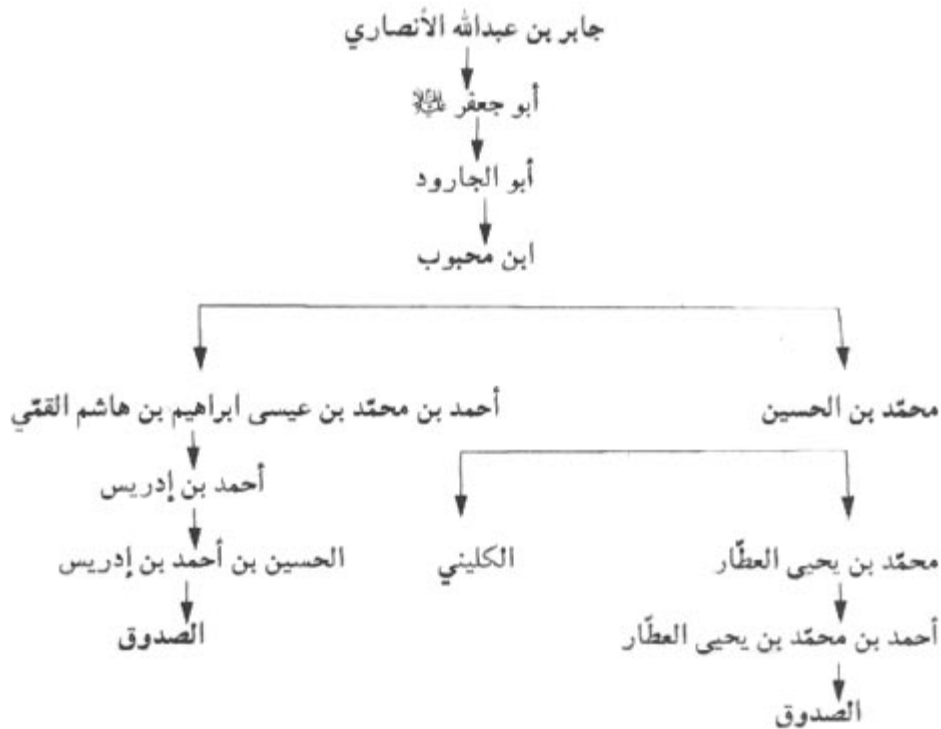 جابر بن عبدالله الأنصاري
أبو جعفر عليه السلام
أبو الجارود
ابن محبوب
محمّد بن الحسين
أحمد بن محمّد بن عيسى ابراهيم بن هاشم القمّي
أحمد بن إدريس
محمّد بن يحيى العطّار
الكليني
الحسين بن أحمد بن إدريس
أحمد بن محمّد بن يحيى العطّار
الصدوق
الصدوق